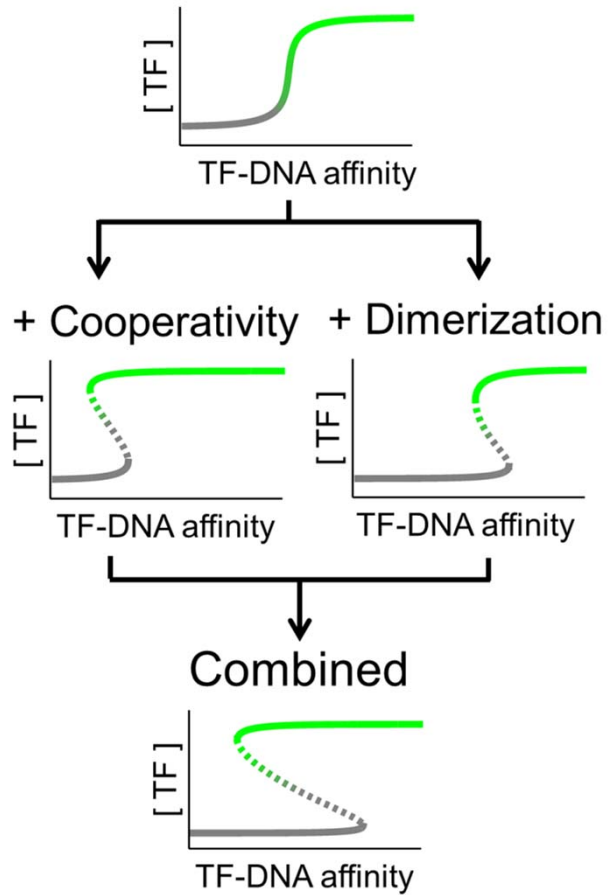 [ TF ]
TF-DNA affinity
+ Cooperativity
+ Dimerization
[ TF ]
[ TF ]
TF-DNA affinity
TF-DNA affinity
Combined
[ TF ]
TF-DNA affinity